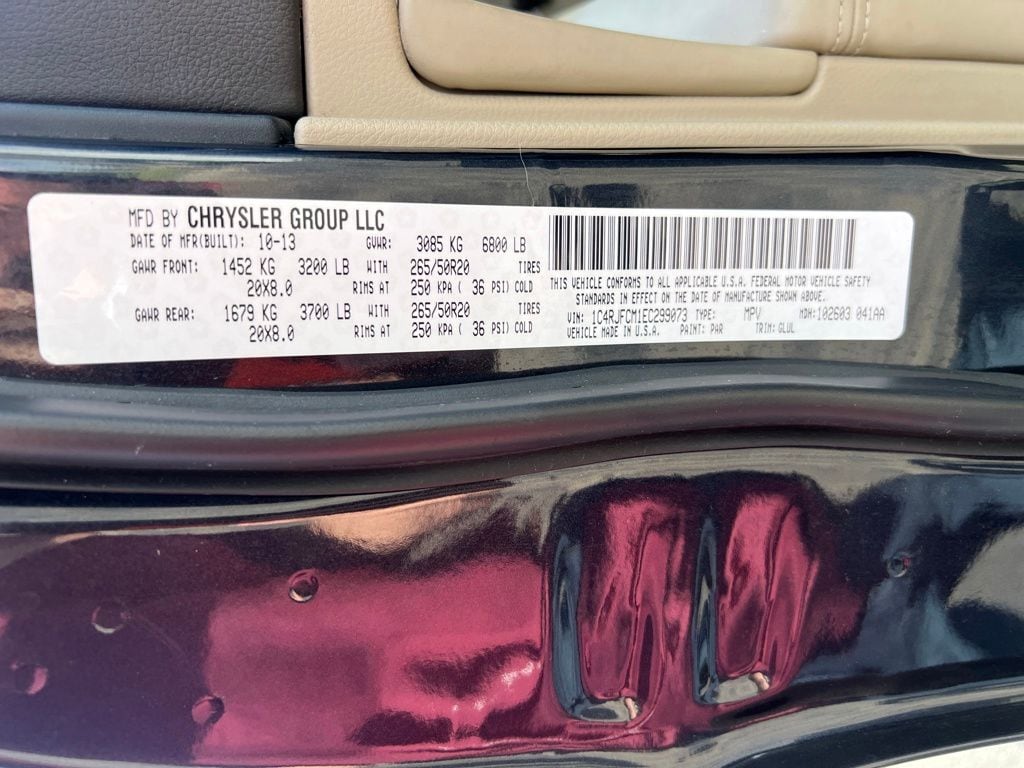 MFD BY CHRYSLER GROUP LLC
DATE OF MFR(BUILT): 10-13 GVWR: 3085 KG 6800 LB
GAWR FRONT: 1452 KG 3200 LB WITH 265/50R20 TIRES
20X8.0 RIMS AT 250 KPA ( 36 PSI) COLD
GAWR REAR: 1679 KG 3700 LB WITH 265/50R20 TIRES
20X8.0 RIMS AT 250 KPA ( 36 PSI) COLD
THIS VEHICLE CONFORMS TO ALL APPLICABLE U.S.A. FEDERAL MOTOR VEHICLE SAFETY
STANDARDS IN EFFECT ON THE DATE OF MANUFACTURE SHOWN ABOVE.
VIN: 1C4RJFCM1EC299073 TYPE: MPV MDH:102603 041AA
VEHICLE MADE IN U.S.A. PAINT: PAR TRIM: GLUL